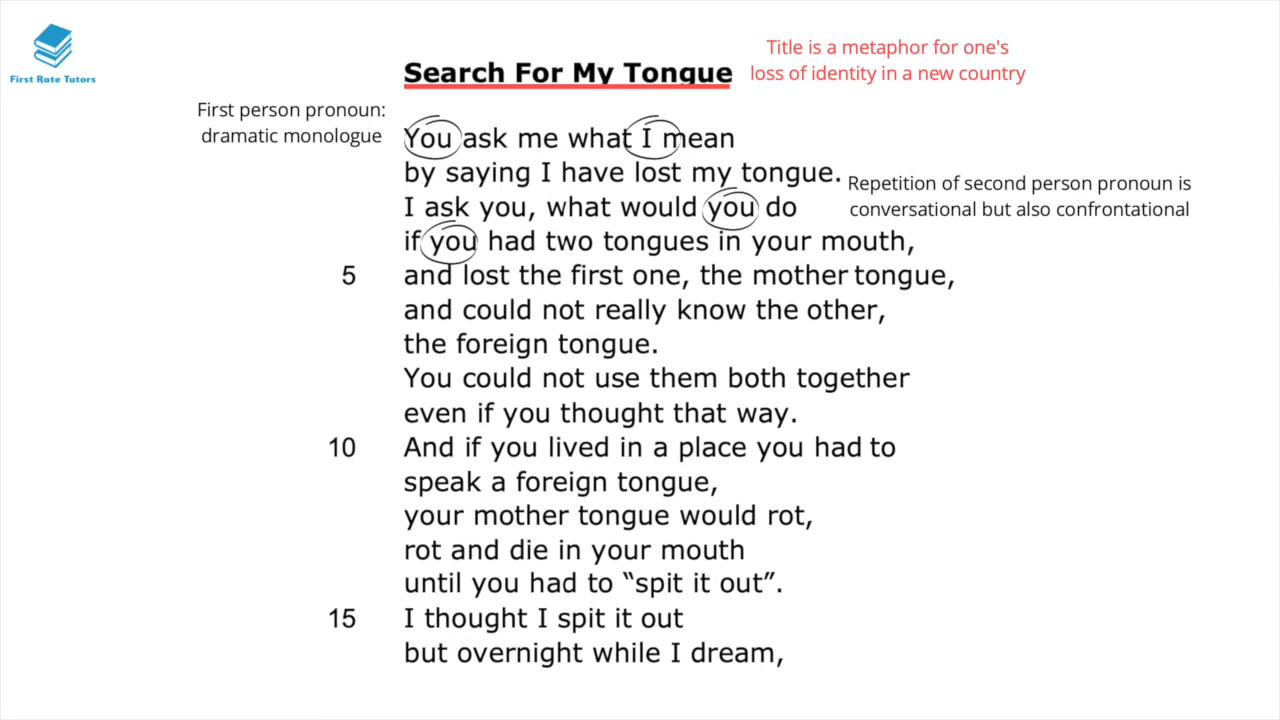 First Rate Tutors
Title is a metaphor for one's
loss of identity in a new country
Search For My Tongue
First person pronoun:
dramatic monologue
You ask me what I mean
by saying I have lost my tongue.
Repetition of second person pronoun is
conversational but also confrontational
I ask you, what would you do
if you had two tongues in your mouth,
5 and lost the first one, the mother tongue,
and could not really know the other,
the foreign tongue.
You could not use them both together
even if you thought that way.
10 And if you lived in a place you had to
speak a foreign tongue,
your mother tongue would rot,
rot and die in your mouth
until you had to “spit it out”.
15 I thought I spit it out
but overnight while I dream,